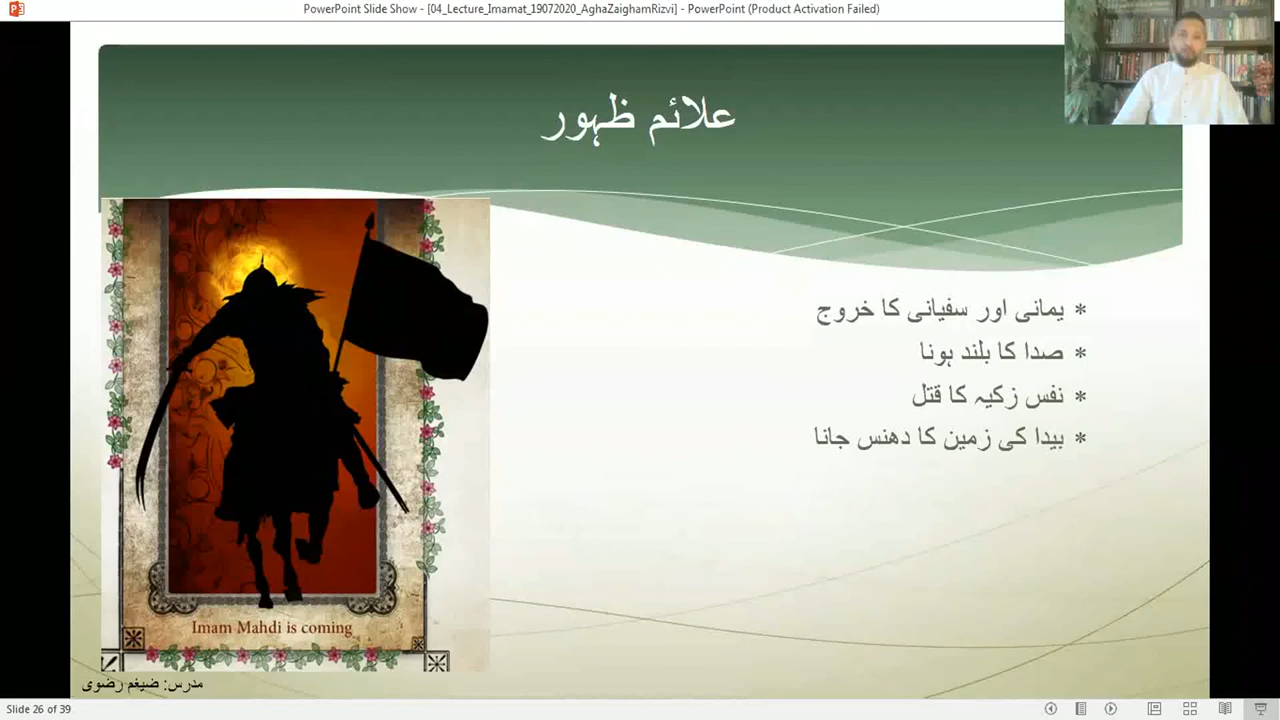 PowerPoint Slide Show - [04_Lecture_Imamat_19072020_AghaZaighamRizvi] - PowerPoint (Product Activation Failed)
علائم ظہور
* یمانی اور سفیانی کا خروج
* صدا کا بلند ہونا
* نفس زکیہ کا قتل
* بیدا کی زمین کا دھنس جانا
Imam Mahdi is coming
مدرس: ضیغم رضوی
Slide 26 of 39